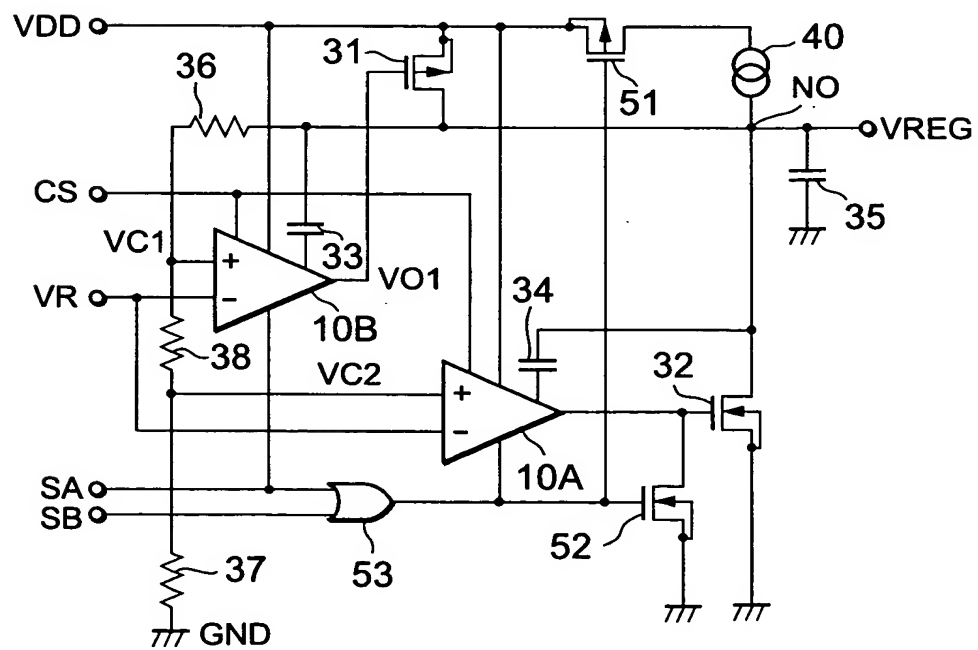 VDD
31
40
36
51
NO
VREG
CS
35
VC1
33
+
VO1
34
VR
−
10B
38
32
VC2
+
−
10A
SA
SB
52
53
37
GND